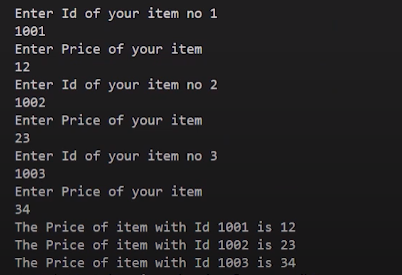 Enter Id of your item no 1
1001
Enter Price of your item
12
Enter Id of your item no 2
1002
Enter Price of your item
23
Enter Id of your item no 3
1003
Enter Price of your item
34
The Price of item with Id 1001 is 12
The Price of item with Id 1002 is 23
The Price of item with Id 1003 is 34